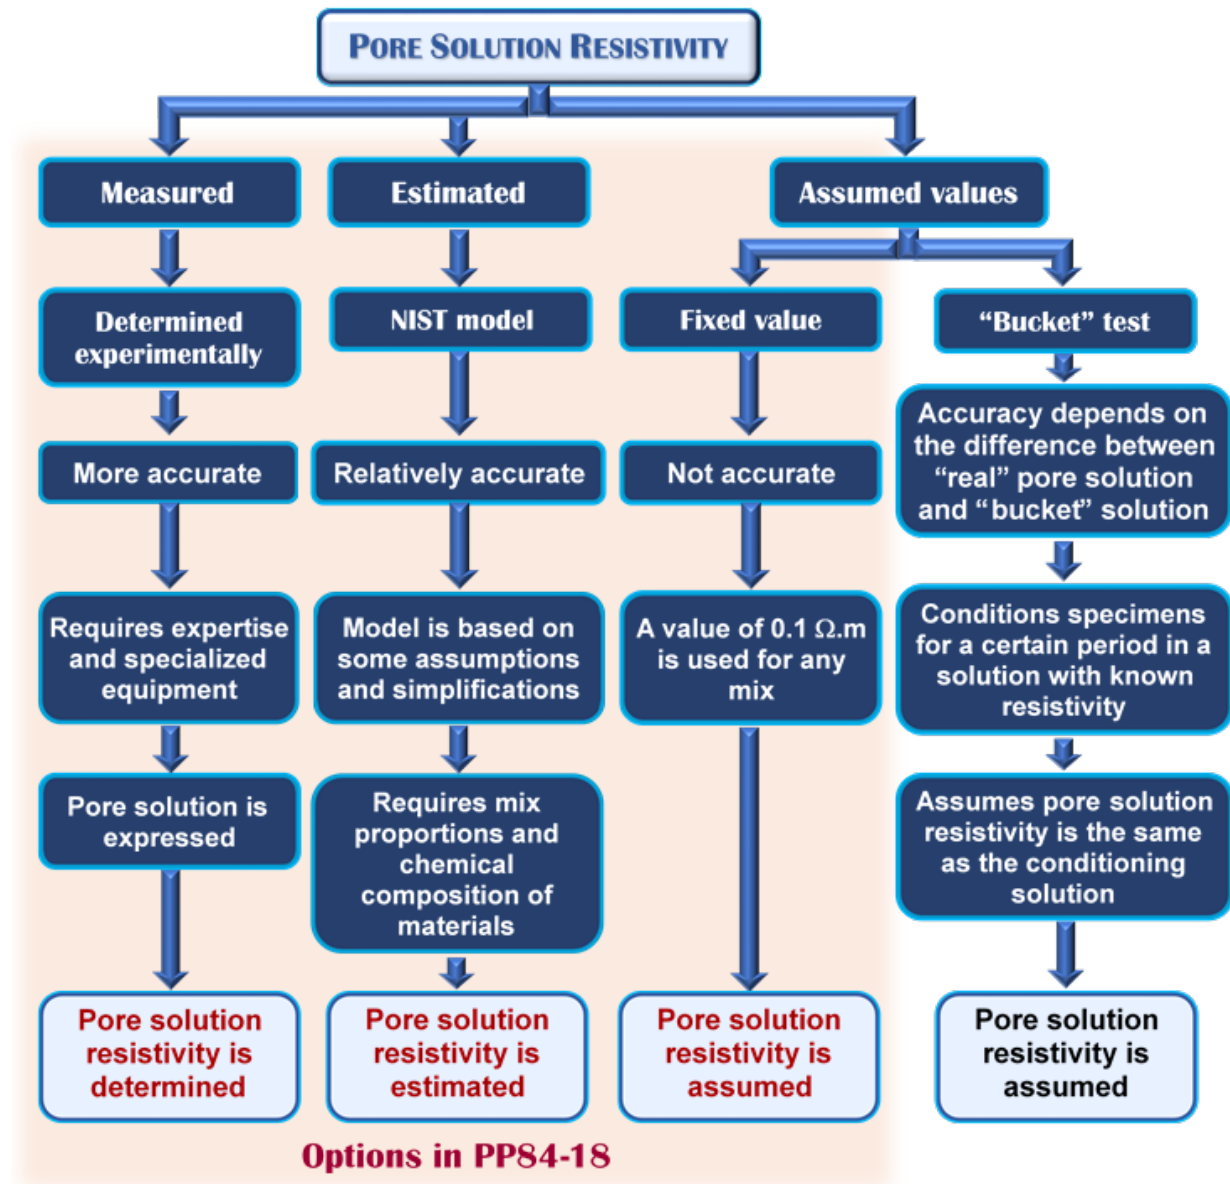 PORE SOLUTION RESISTIVITY
Measured
Estimated
Assumed values
Determined
experimentally
NIST model
Fixed value
“Bucket” test
More accurate
Relatively accurate
Not accurate
Accuracy depends on
the difference between
“real” pore solution
and “bucket” solution
Requires expertise
and specialized
equipment
Model is based on
some assumptions
and simplifications
A value of 0.1 Ω.m
is used for any
mix
Conditions specimens
for a certain period in a
solution with known
resistivity
Pore solution is
expressed
Requires mix
proportions and
chemical
composition of
materials
Assumes pore solution
resistivity is the same
as the conditioning
solution
Pore solution
resistivity is
determined
Pore solution
resistivity is
estimated
Pore solution
resistivity is
assumed
Pore solution
resistivity is
assumed
Options in PP84-18